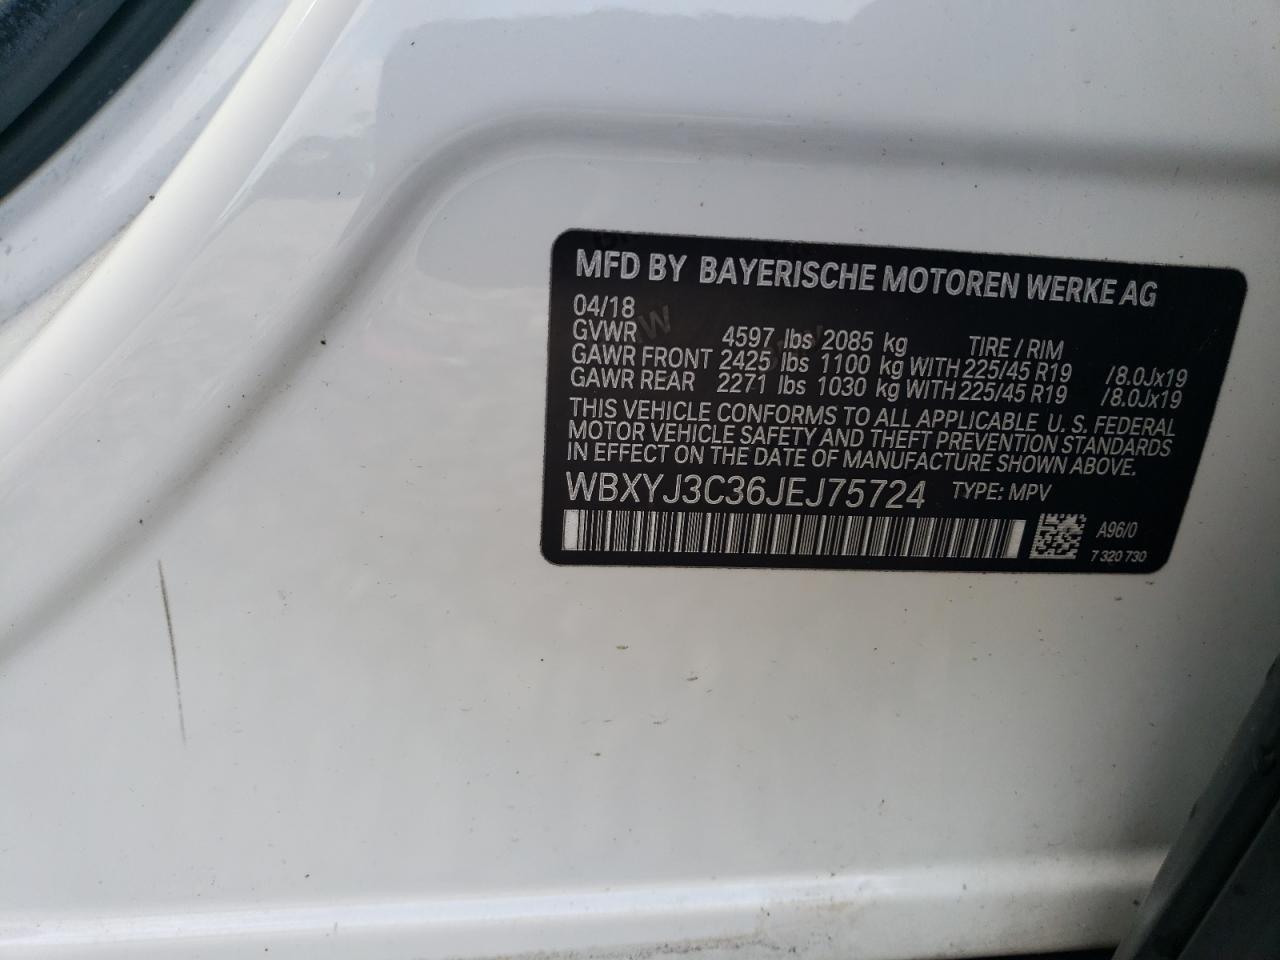 MFD BY BAYERISCHE MOTOREN WERKE AG
04/18
GVWR 4597 lbs 2085 kg TIRE / RIM
GAWR FRONT 2425 lbs 1100 kg WITH 225/45 R19 /8.0Jx19
GAWR REAR 2271 lbs 1030 kg WITH 225/45 R19 /8.0Jx19
THIS VEHICLE CONFORMS TO ALL APPLICABLE U. S. FEDERAL
MOTOR VEHICLE SAFETY AND THEFT PREVENTION STANDARDS
IN EFFECT ON THE DATE OF MANUFACTURE SHOWN ABOVE.
WBXYJ3C36JEJ75724 TYPE: MPV
A96/0
7 320 730